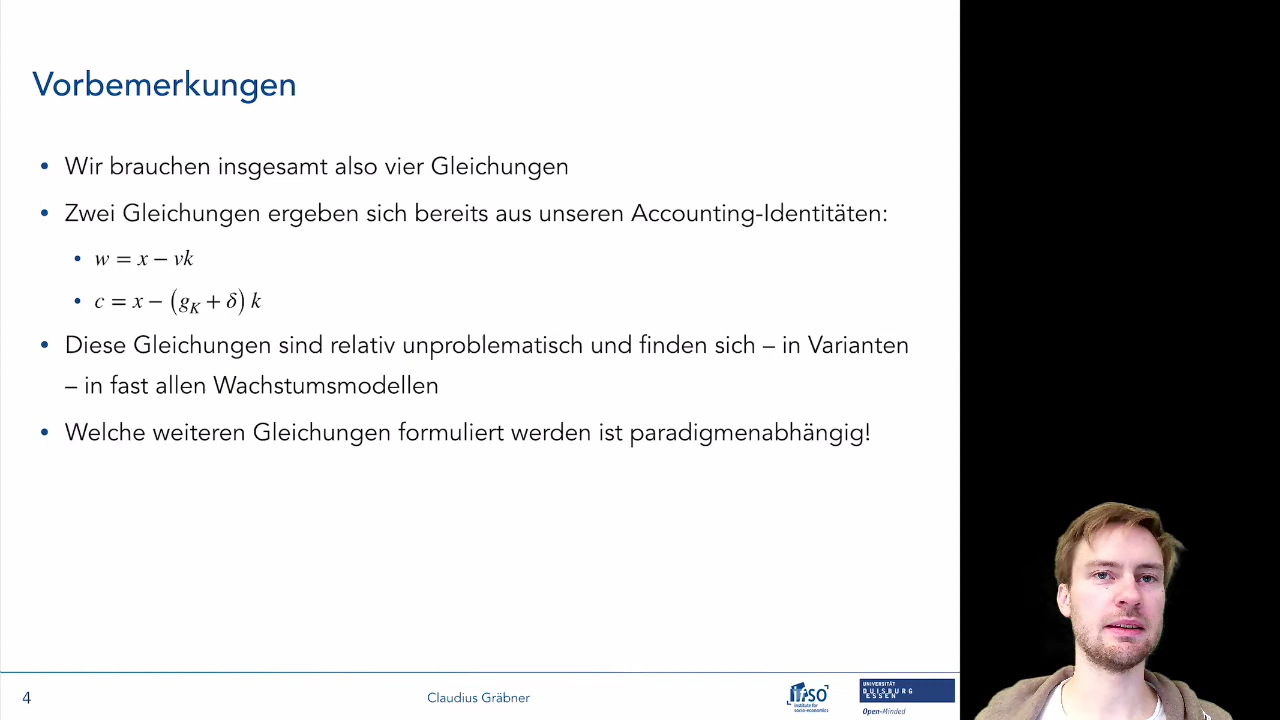 Vorbemerkungen
• Wir brauchen insgesamt also vier Gleichungen
• Zwei Gleichungen ergeben sich bereits aus unseren Accounting-Identitäten:
• w = x − vk
• c = x − (g_K + δ) k
• Diese Gleichungen sind relativ unproblematisch und finden sich – in Varianten
– in fast allen Wachstumsmodellen
• Welche weiteren Gleichungen formuliert werden ist paradigmenabhängig!
4
Claudius Gräbner
ifso
institute for
socio-economics
UNIVERSITÄT
DUISBURG
ESSEN
Open-Minded